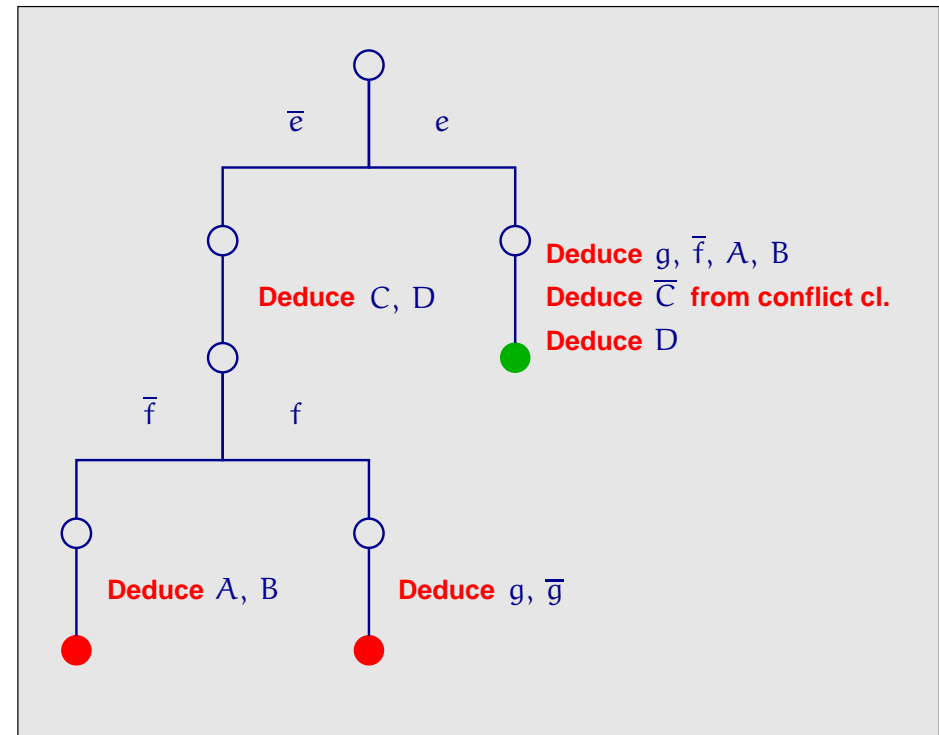 e̅ e
Deduce g, f̅, A, B
Deduce C̅ from conflict cl.
Deduce C, D
Deduce D
f̅ f
Deduce A, B
Deduce g, g̅